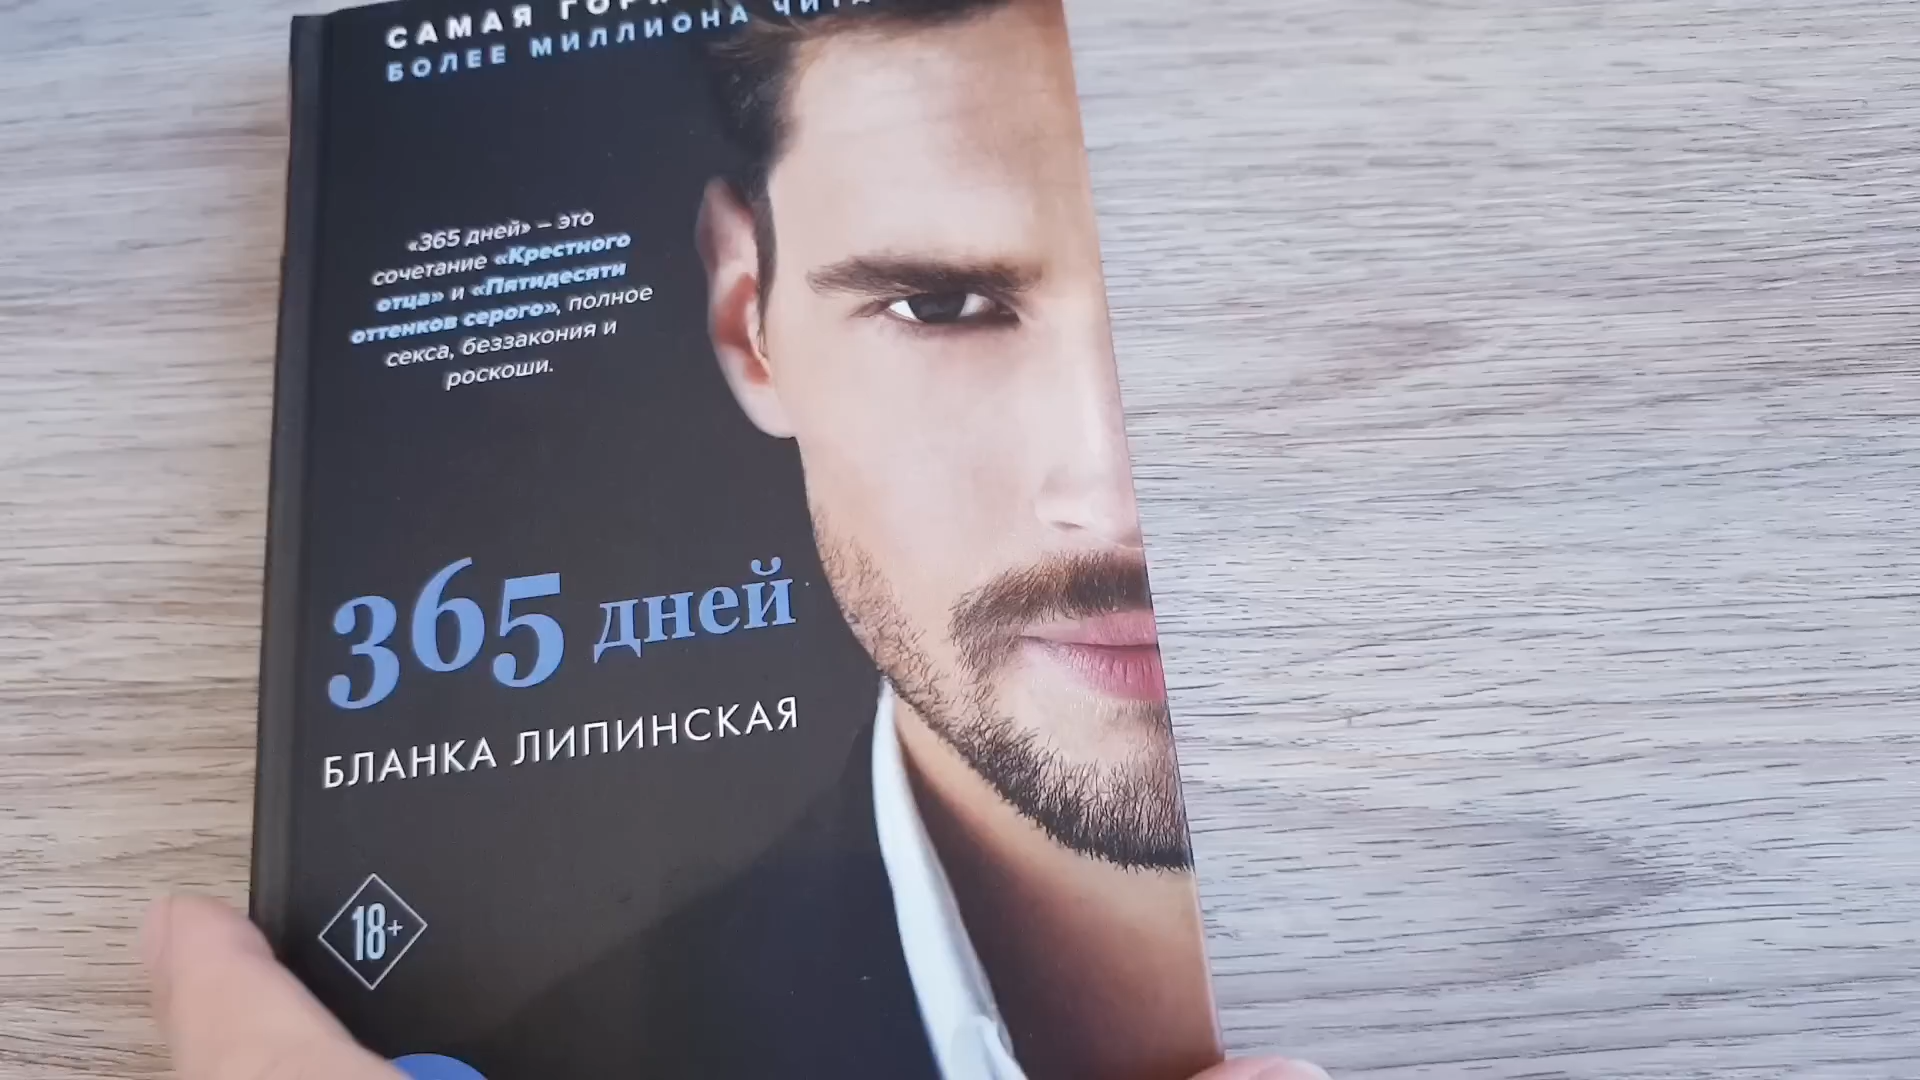 САМАЯ
БОЛЕЕ МИЛЛИОНА
«365 дней» – это
сочетание «Крестного
отца» и «Пятидесяти
оттенков серого», полное
секса, беззакония и
роскоши.
365 дней
БЛАНКА ЛИПИНСКАЯ
18+